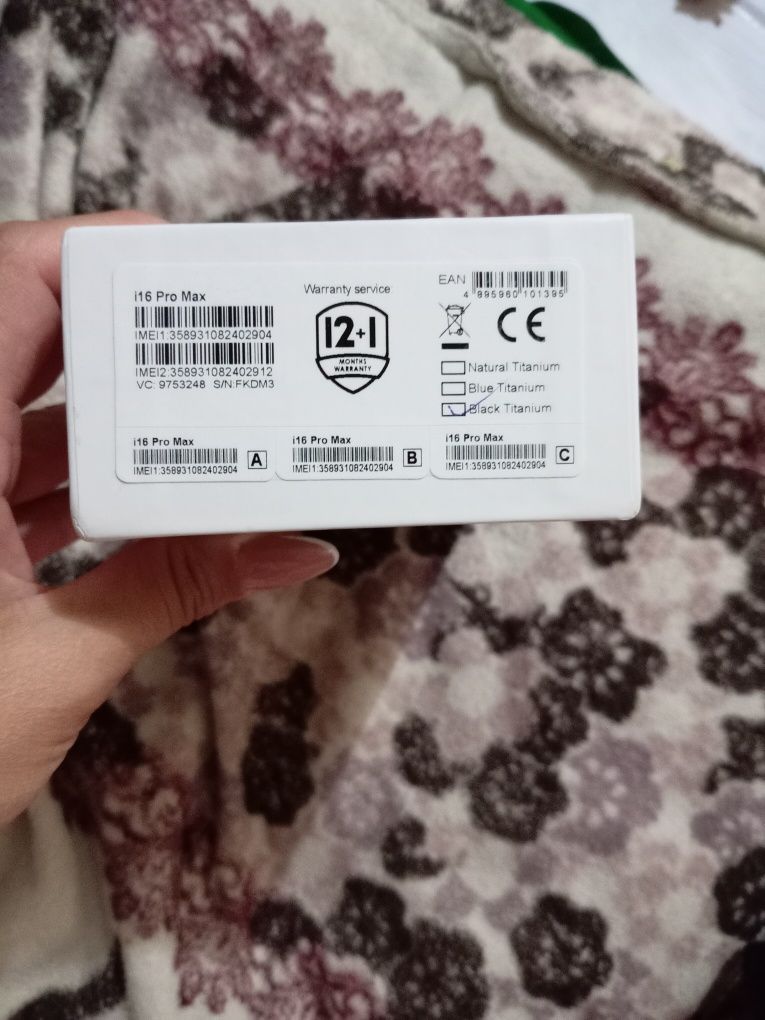 i16 Pro Max
IMEI1:358931082402904
IMEI2:358931082402912
VC: 9753248 S/N:FKDM3
Warranty service:
12+1
MONTHS
WARRANTY
EAN
4 895960 101395
CE
Natural Titanium
Blue Titanium
Black Titanium
i16 Pro Max
IMEI1:358931082402904
A
i16 Pro Max
IMEI1:358931082402904
B
i16 Pro Max
IMEI1:358931082402904
C